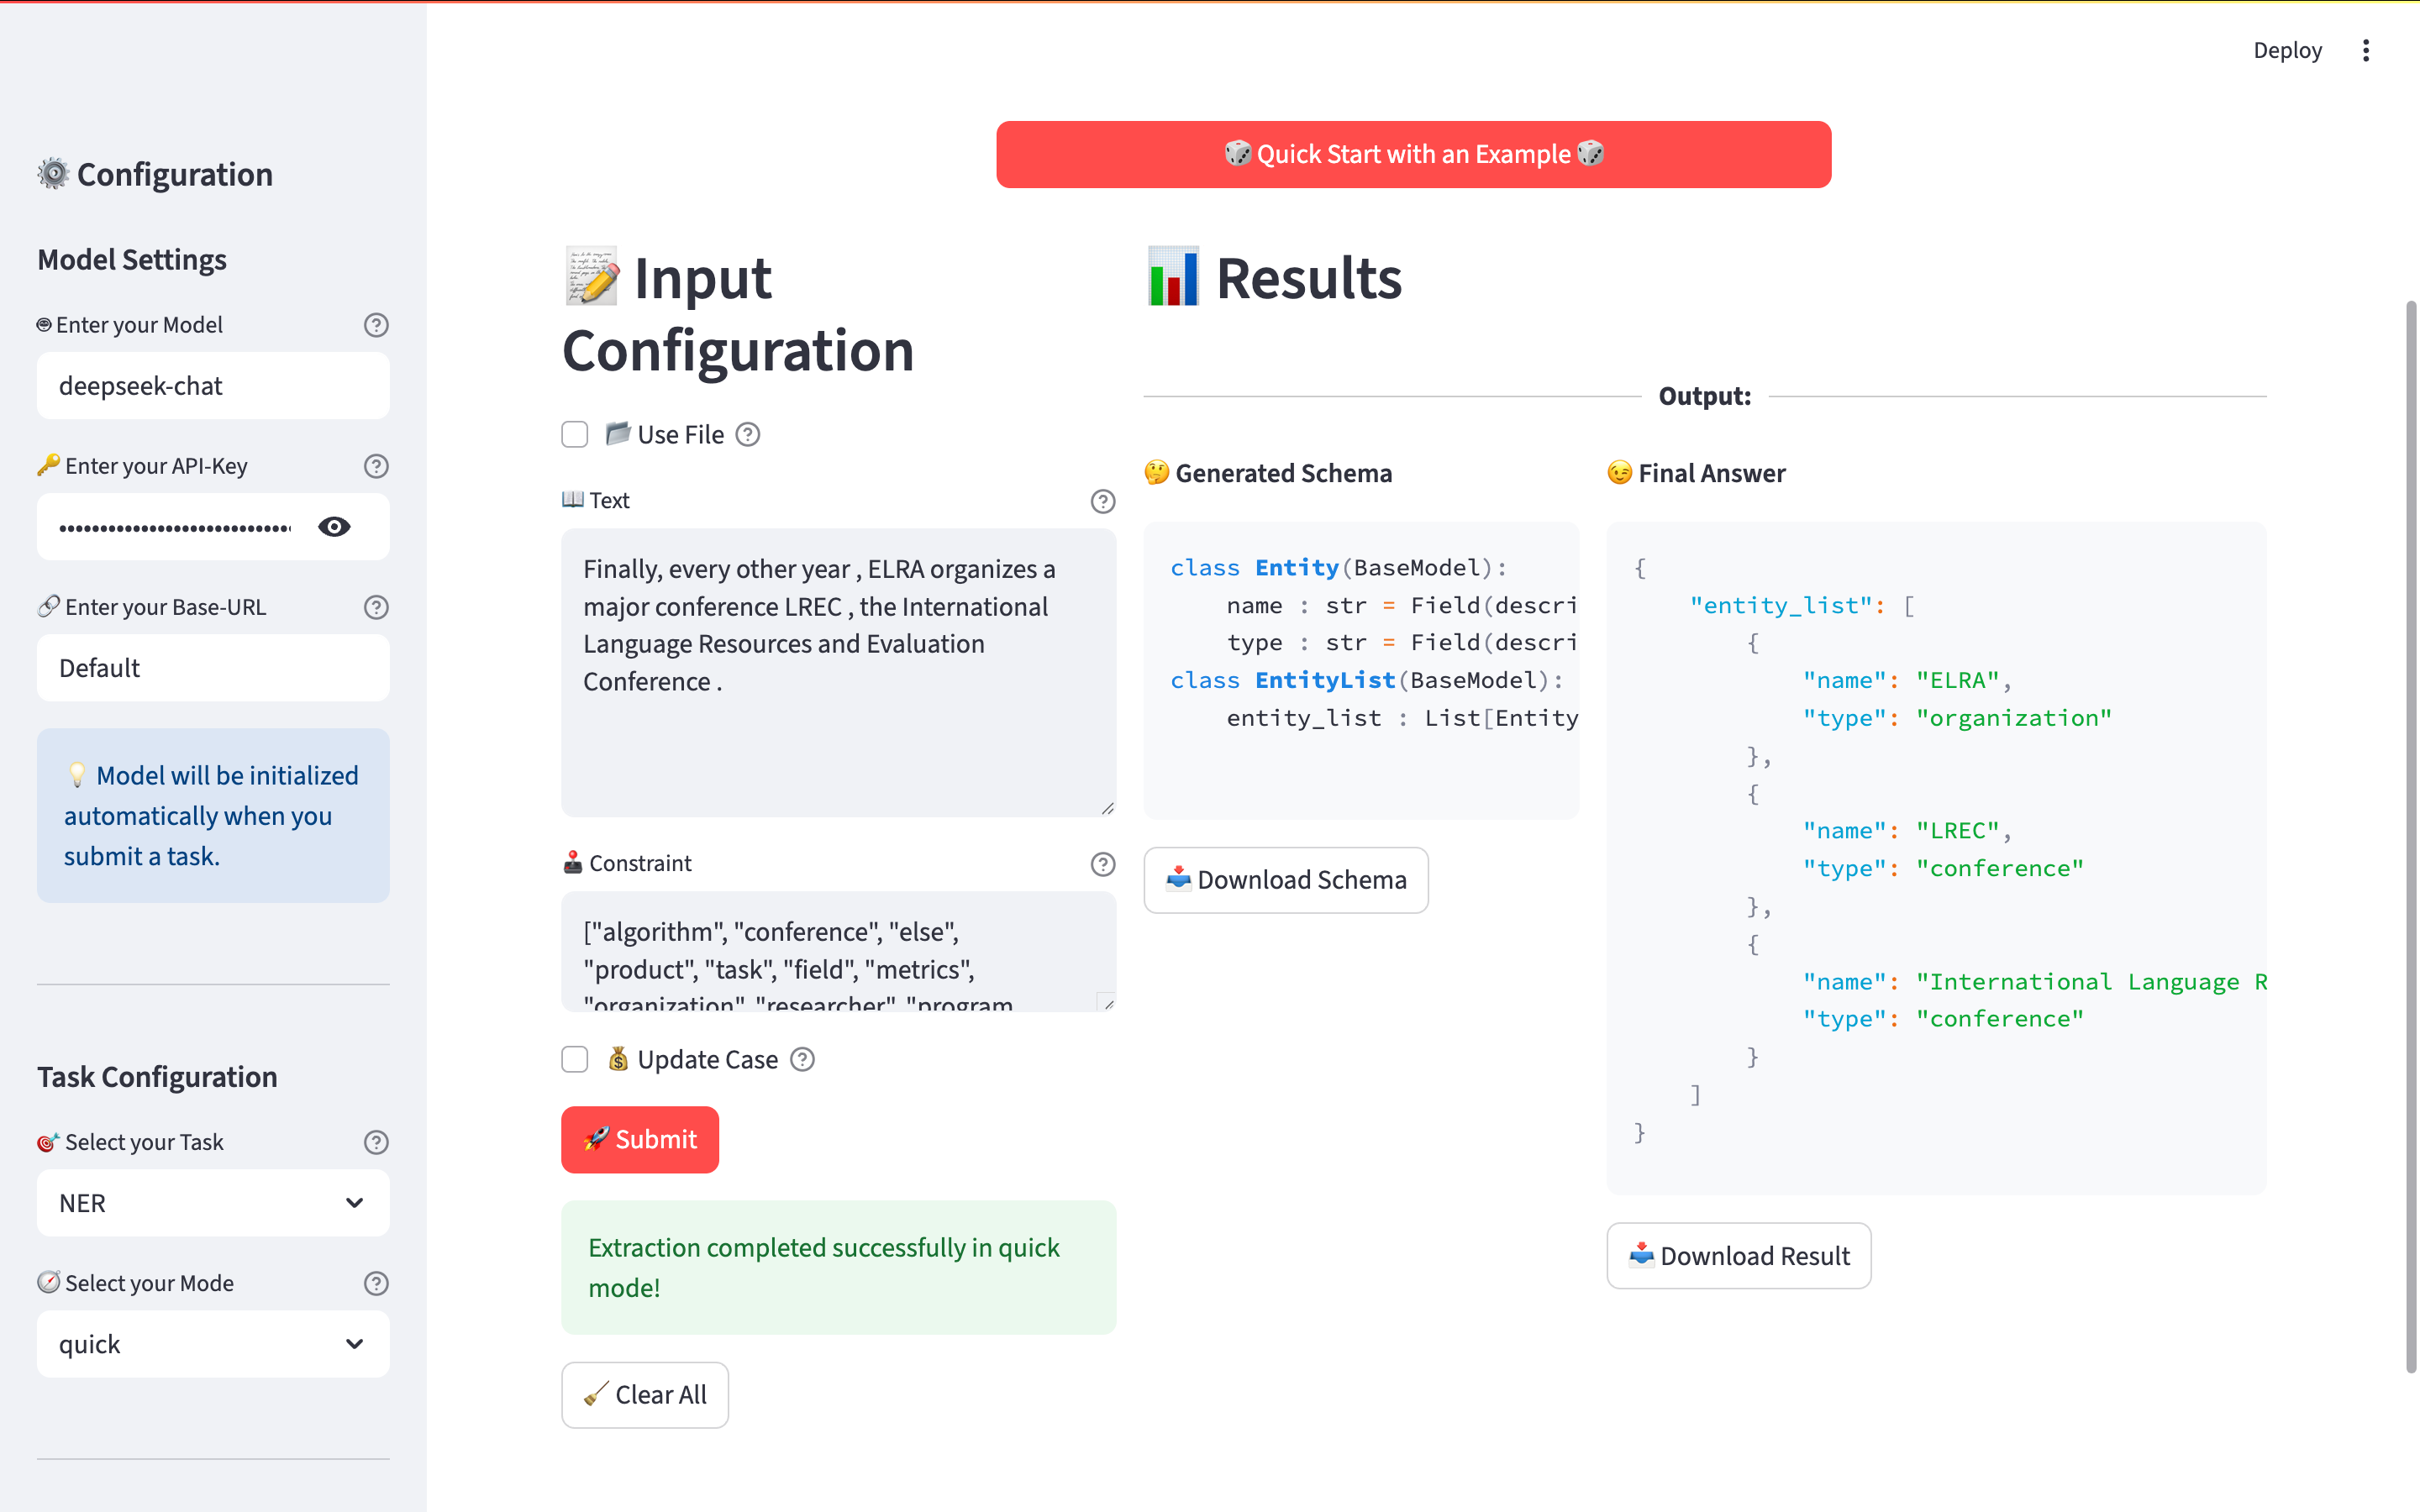 Deploy
Configuration
Model Settings
Enter your Model
deepseek-chat
Enter your API-Key
Enter your Base-URL
Default
Model will be initialized
automatically when you
submit a task.
Task Configuration
Select your Task
NER
Select your Mode
quick
Quick Start with an Example
Input
Configuration
Use File
Text
Finally, every other year , ELRA organizes a
major conference LREC , the International
Language Resources and Evaluation
Conference .
Constraint
["algorithm", "conference", "else",
"product", "task", "field", "metrics",
"organization", "researcher", "program
Update Case
Submit
Extraction completed successfully in quick
mode!
Clear All
Results
Output:
Generated Schema
class Entity(BaseModel):
name : str = Field(descri
type : str = Field(descri
class EntityList(BaseModel):
entity_list : List[Entity
Download Schema
Final Answer
{
"entity_list": [
{
"name": "ELRA",
"type": "organization"
},
{
"name": "LREC",
"type": "conference"
},
{
"name": "International Language R
"type": "conference"
}
]
}
Download Result